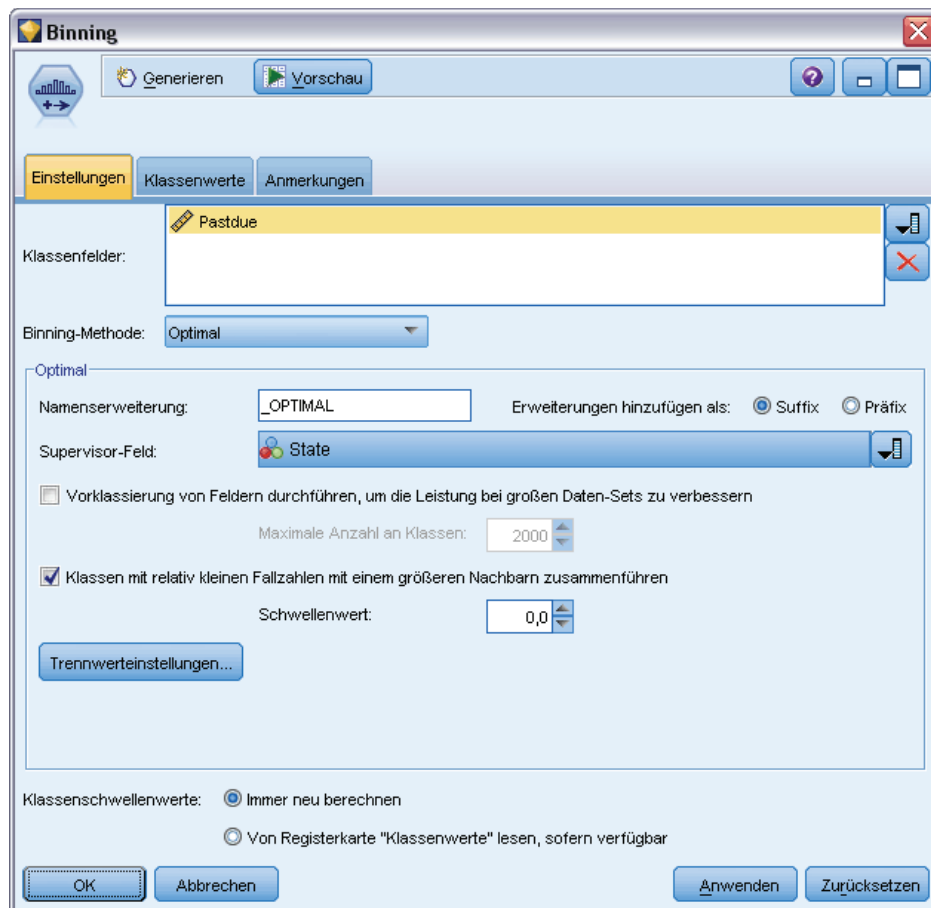 Binning
Generieren Vorschau
Einstellungen Klassenwerte Anmerkungen
Klassenfelder: Pastdue
Binning-Methode: Optimal
Optimal
Namenserweiterung: _OPTIMAL Erweiterungen hinzufügen als: Suffix Präfix
Supervisor-Feld: State
Vorklassierung von Feldern durchführen, um die Leistung bei großen Daten-Sets zu verbessern
Maximale Anzahl an Klassen: 2000
Klassen mit relativ kleinen Fallzahlen mit einem größeren Nachbarn zusammenführen
Schwellenwert: 0,0
Trennwerteinstellungen...
Klassenschwellenwerte: Immer neu berechnen
Von Registerkarte "Klassenwerte" lesen, sofern verfügbar
OK Abbrechen Anwenden Zurücksetzen